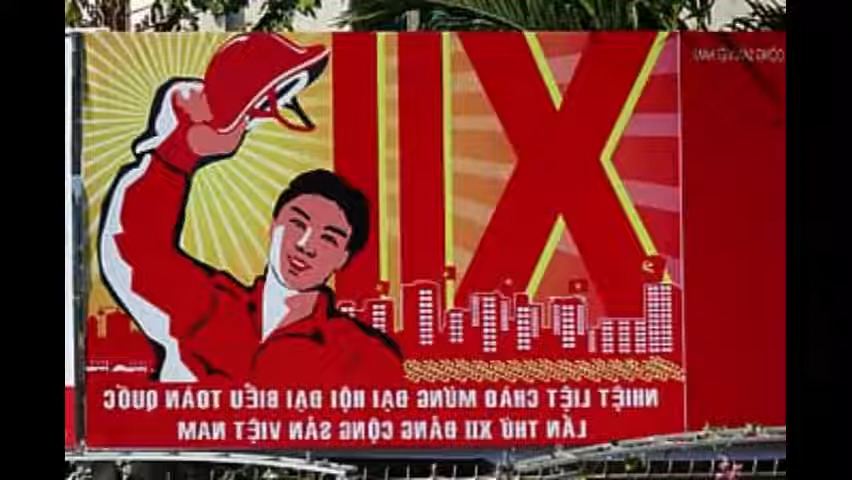 XII
NHIỆT LIỆT CHÀO MỪNG ĐẠI HỘI ĐẠI BIỂU TOÀN QUỐC
LẦN THỨ XII ĐẢNG CỘNG SẢN VIỆT NAM